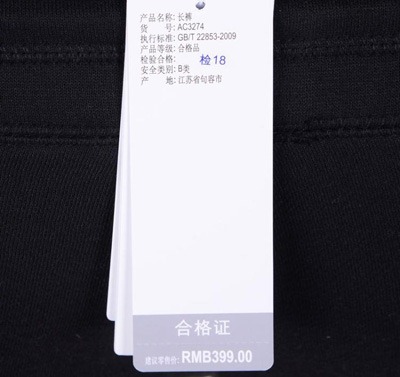 产品名称: 长裤
货 号: AC3274
执行标准: GB/T 22853-2009
产品等级: 合格品
检验合格: 检18
安全类别: B类
产 地: 江苏省句容市
合格证
建议零售价: RMB399.00